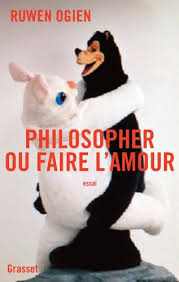 RUWEN OGIEN
PHILOSOPHER
OU FAIRE L'AMOUR
essai
Grasset